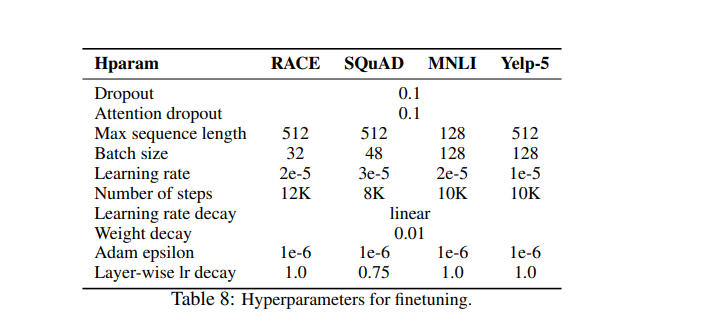 Hparam RACE SQuAD MNLI Yelp-5
Dropout 0.1
Attention dropout 0.1
Max sequence length 512 512 128 512
Batch size 32 48 128 128
Learning rate 2e-5 3e-5 2e-5 1e-5
Number of steps 12K 8K 10K 10K
Learning rate decay linear
Weight decay 0.01
Adam epsilon 1e-6 1e-6 1e-6 1e-6
Layer-wise lr decay 1.0 0.75 1.0 1.0
Table 8: Hyperparameters for finetuning.